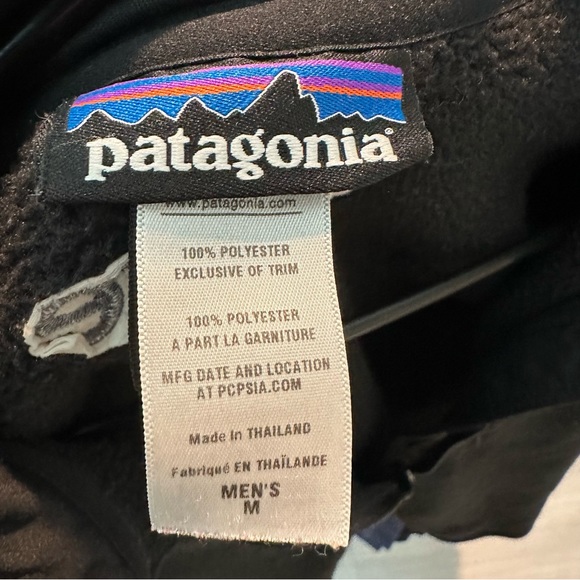 patagonia®
www.patagonia.com
100% POLYESTER
EXCLUSIVE OF TRIM
100% POLYESTER
A PART LA GARNITURE
MFG DATE AND LOCATION
AT PCPSIA.COM
Made in THAILAND
Fabriqué EN THAÏLANDE
MEN'S
M